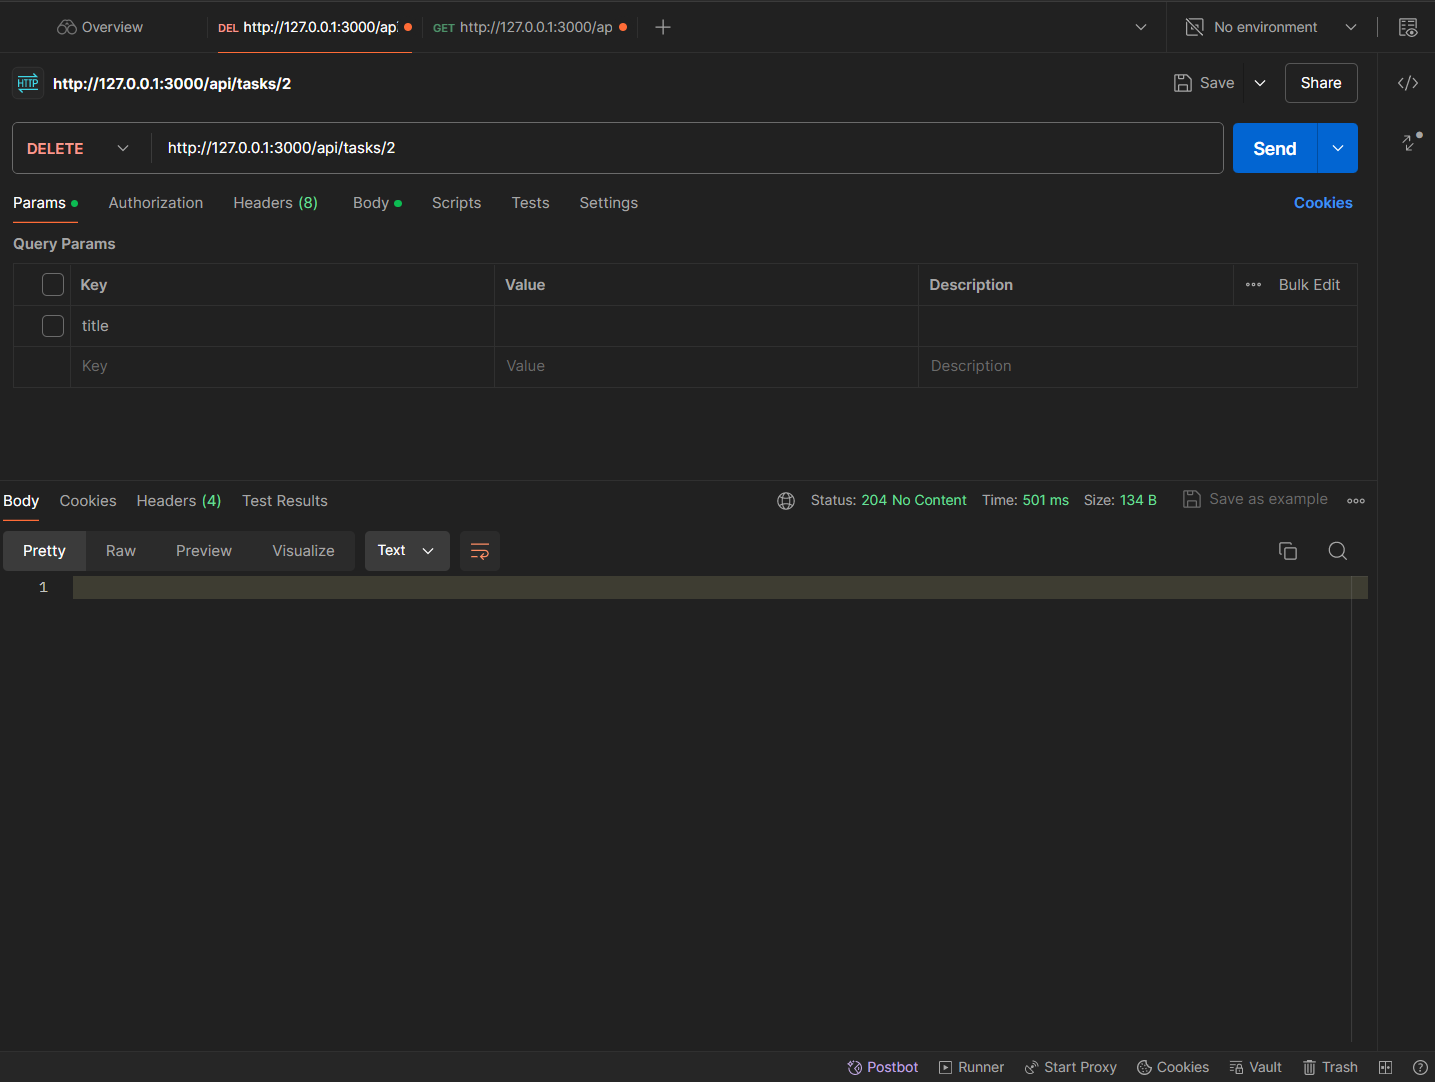 Overview
DEL http://127.0.0.1:3000/ap
GET http://127.0.0.1:3000/ap
No environment
HTTP http://127.0.0.1:3000/api/tasks/2
Save
Share
DELETE http://127.0.0.1:3000/api/tasks/2
Send
Params Authorization Headers (8) Body Scripts Tests Settings Cookies
Query Params
Key Value Description Bulk Edit
title
Key Value Description
Body Cookies Headers (4) Test Results Status: 204 No Content Time: 501 ms Size: 134 B Save as example
Pretty Raw Preview Visualize Text
1
Postbot Runner Start Proxy Cookies Vault Trash